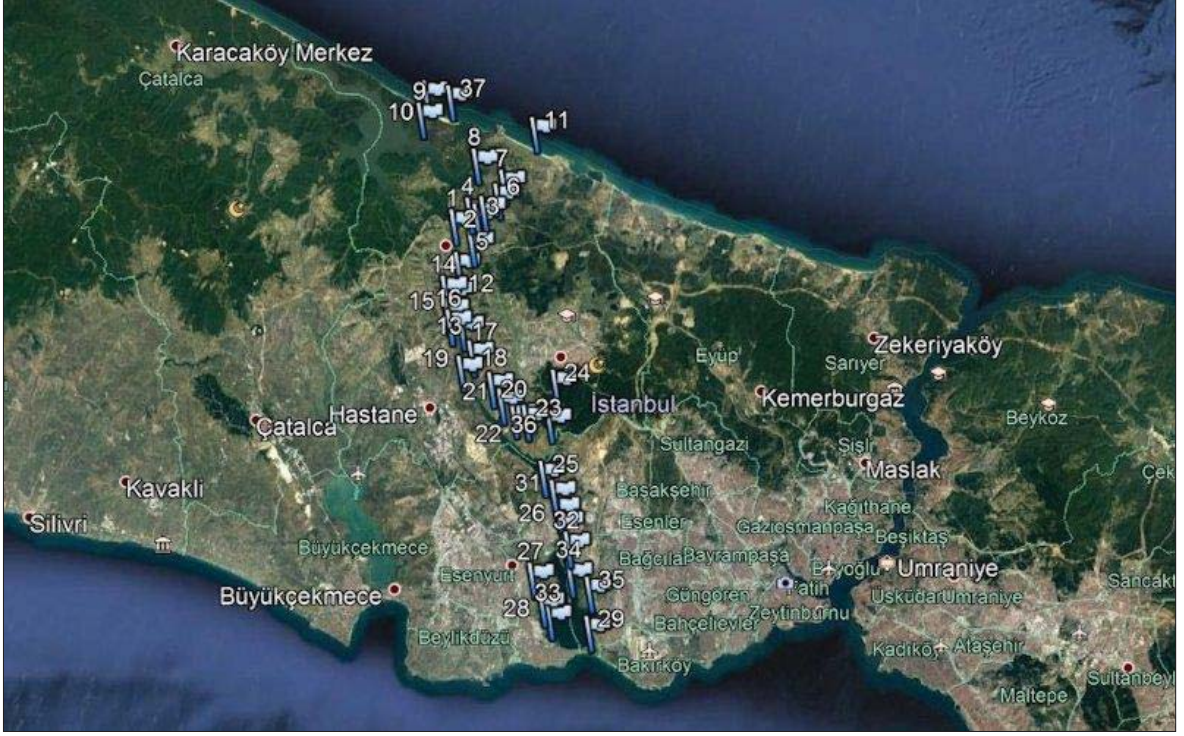 Karacaköy Merkez
Çatalca
9
37
10
11
8
7
4
6
1
2
3
5
14
12
15
16
13
17
19
18
24
21
20
23
36
22
İstanbul
Eyüp
Sarıyer
Zekeriyaköy
Kemerburgaz
Beykoz
Hastane
Çatalca
Sultangazi
Şişli
Maslak
Çek
Kavakli
25
31
Başakşehir
Kağıthane
Silivri
26
32
Esenler
Gaziosmanpaşa
Beşiktaş
Büyükçekmece
34
Bağcılar
Bayrampaşa
27
Esenyurt
Beyoğlu
Umraniye
Sancakt
35
Büyükçekmece
33
Güngören
Fatih
Üsküdar
Umraniye
28
29
Zeytinburnu
Beylikdüzü
Bahçelievler
Kadıköy
Ataşehir
Bakırköy
Sultanbeyl
Maltepe